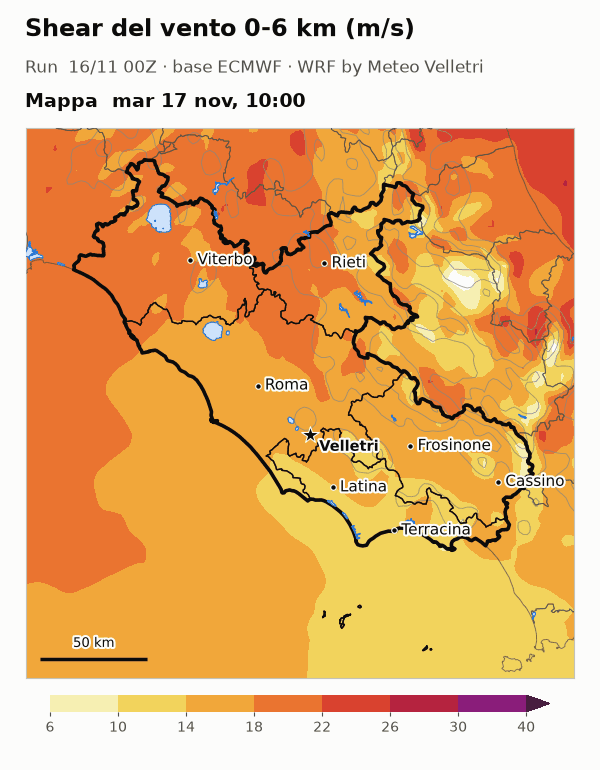 Shear del vento 0-6 km (m/s)
Run  16/11 00Z · base ECMWF · WRF by Meteo Velletri
Mappa  mar 17 nov, 10:00
Viterbo
Rieti
Roma
Velletri
Frosinone
Latina
Cassino
Terracina
50 km
6 10 14 18 22 26 30 40